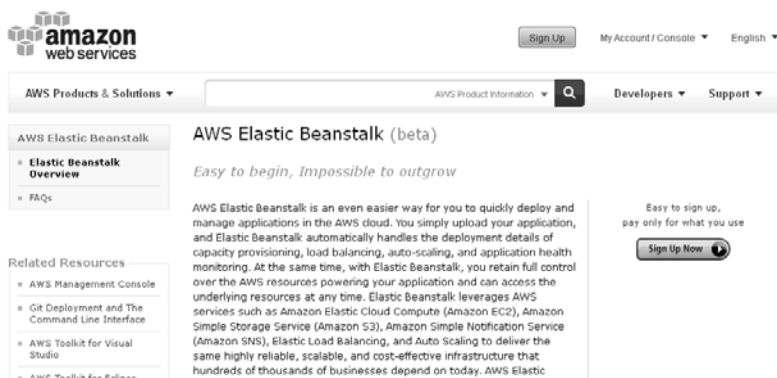 amazon
web services
Sign Up
My Account / Console
English
AWS Products & Solutions
AWS Product Information
Developers
Support
AWS Elastic Beanstalk
Elastic Beanstalk
Overview
FAQs
Related Resources
AWS Management Console
Git Deployment and The
Command Line Interface
AWS Toolkit for Visual
Studio
AWS Toolkit for Eclipse
AWS Elastic Beanstalk (beta)
Easy to begin, Impossible to outgrow
AWS Elastic Beanstalk is an even easier way for you to quickly deploy and
manage applications in the AWS cloud. You simply upload your application,
and Elastic Beanstalk automatically handles the deployment details of
capacity provisioning, load balancing, auto-scaling, and application health
monitoring. At the same time, with Elastic Beanstalk, you retain full control
over the AWS resources powering your application and can access the
underlying resources at any time. Elastic Beanstalk leverages AWS
services such as Amazon Elastic Cloud Compute (Amazon EC2), Amazon
Simple Storage Service (Amazon S3), Amazon Simple Notification Service
(Amazon SNS), Elastic Load Balancing, and Auto Scaling to deliver the
same highly reliable, scalable, and cost-effective infrastructure that
hundreds of thousands of businesses depend on today. AWS Elastic
Easy to sign up,
pay only for what you use
Sign Up Now